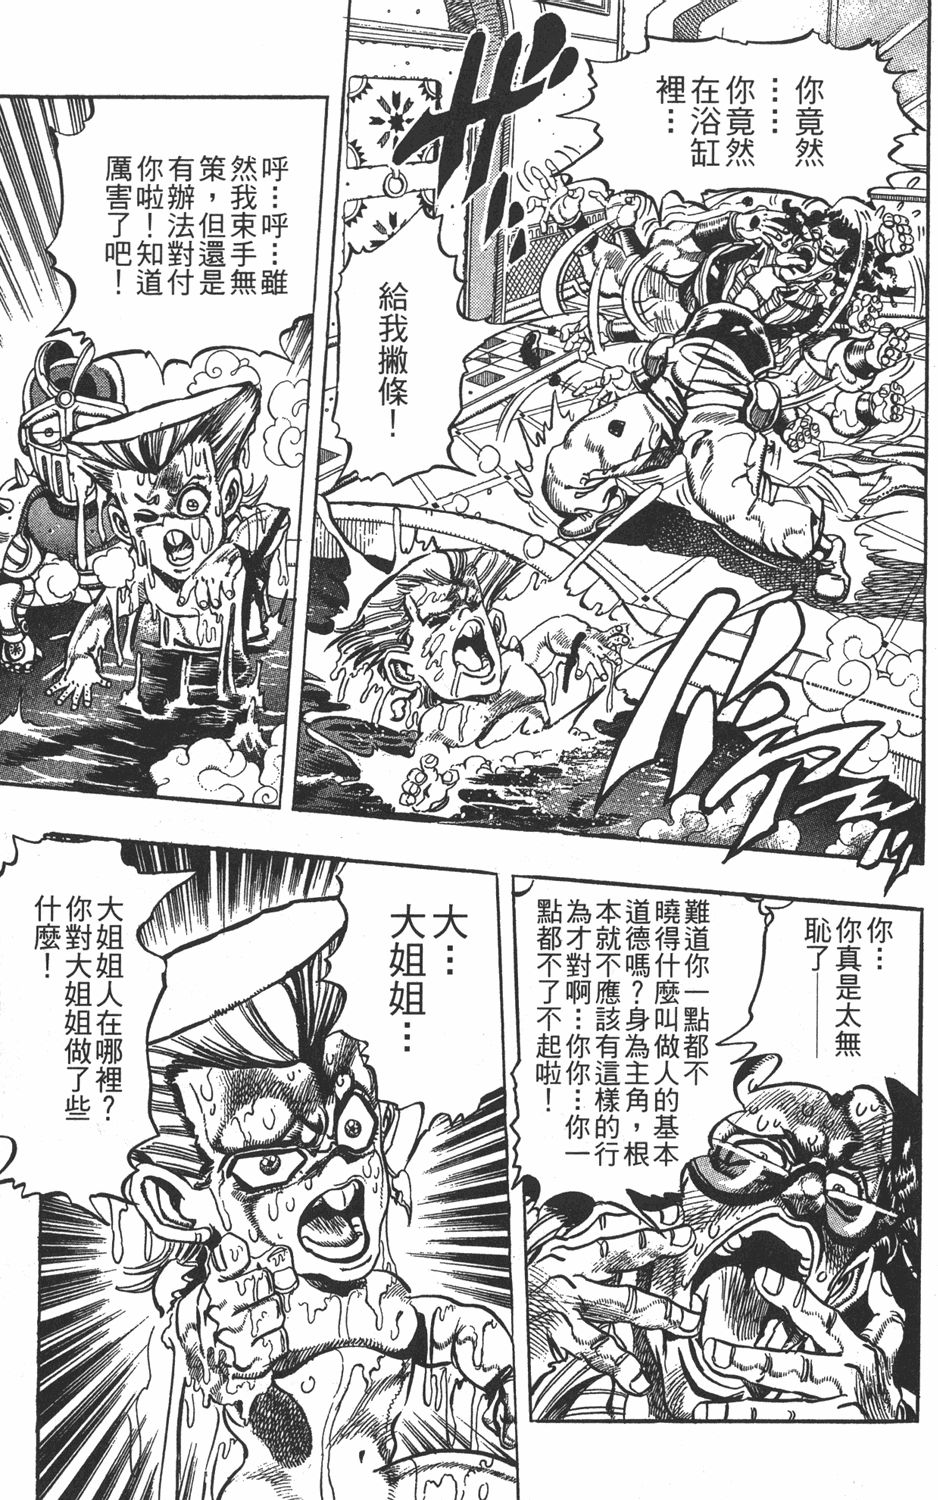 你竟然
……
你竟然
在浴缸
裡…
給我撇條！
呼…呼…雖
然我束手無
策，但還是
有辦法對付
你啦！知道
厲害了吧！
你…
你真是太無
恥了——
難道你一點都不
曉得什麼叫做人的基本
道德嗎？身為主角，根
本就不應該有這樣的行
為才對啊…你你…你一
點都不了不起啦！
大…
大姐姐…
大姐姐人在哪裡？
你對大姐姐做了些
什麼！